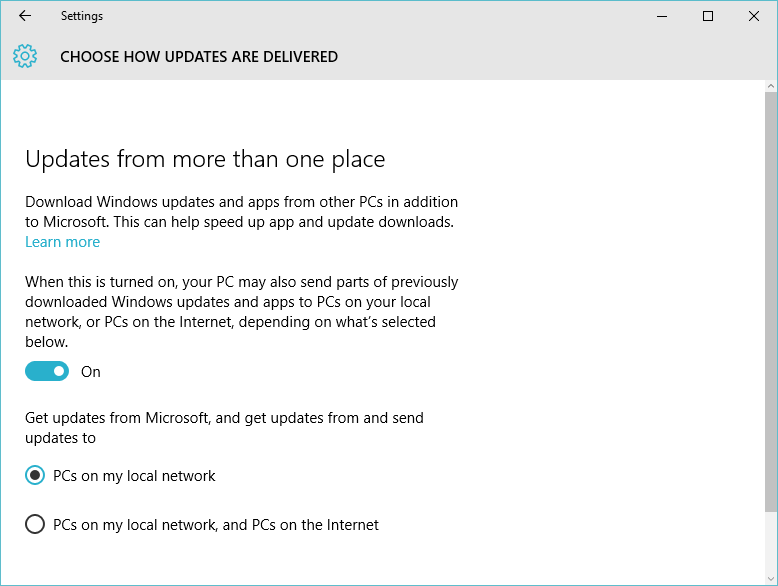 Settings
CHOOSE HOW UPDATES ARE DELIVERED
Updates from more than one place
Download Windows updates and apps from other PCs in addition
to Microsoft. This can help speed up app and update downloads.
Learn more
When this is turned on, your PC may also send parts of previously
downloaded Windows updates and apps to PCs on your local
network, or PCs on the Internet, depending on what's selected
below.
On
Get updates from Microsoft, and get updates from and send
updates to
PCs on my local network
PCs on my local network, and PCs on the Internet